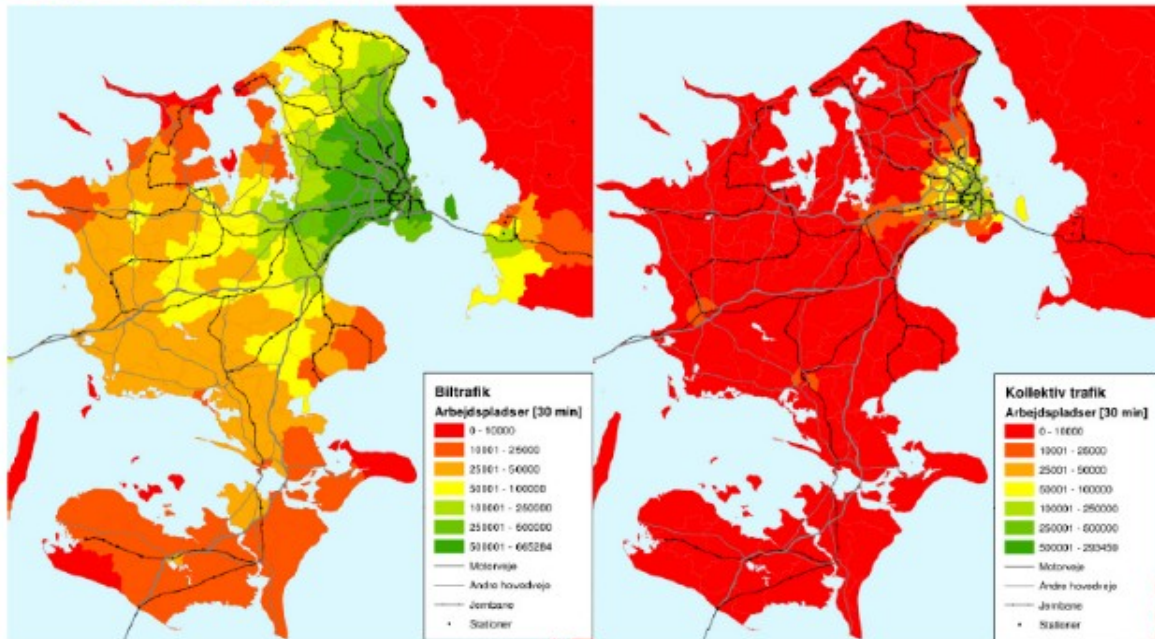 Biltrafik
Arbejdspladser [30 min]
0 - 10000
10001 - 25000
25001 - 50000
50001 - 100000
100001 - 250000
250001 - 500000
500001 - 665284
Motorveje
Andre hovedveje
Jernbane
Stationer
Kollektiv trafik
Arbejdspladser [30 min]
0 - 10000
10001 - 25000
25001 - 50000
50001 - 100000
100001 - 250000
250001 - 500000
500001 - 293459
Motorveje
Andre hovedveje
Jernbane
Stationer